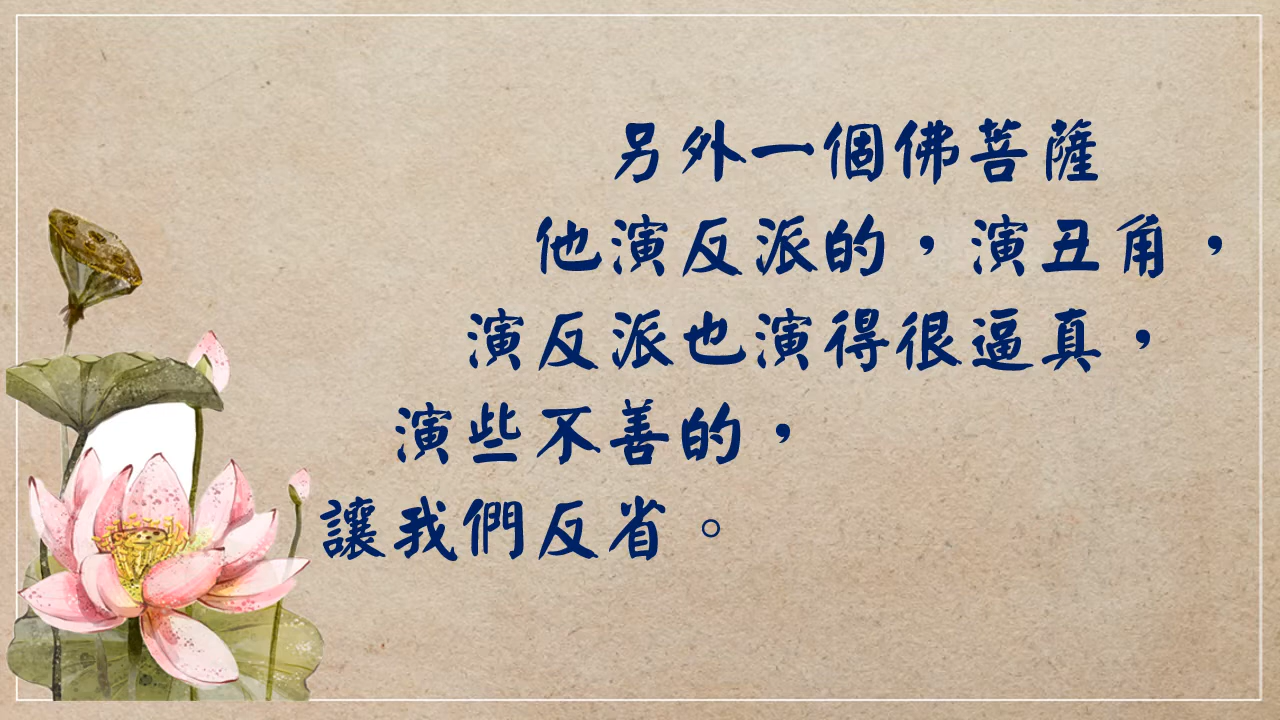 另外一個佛菩薩
他演反派的，演丑角，
演反派也演得很逼真，
演些不善的，
讓我們反省。